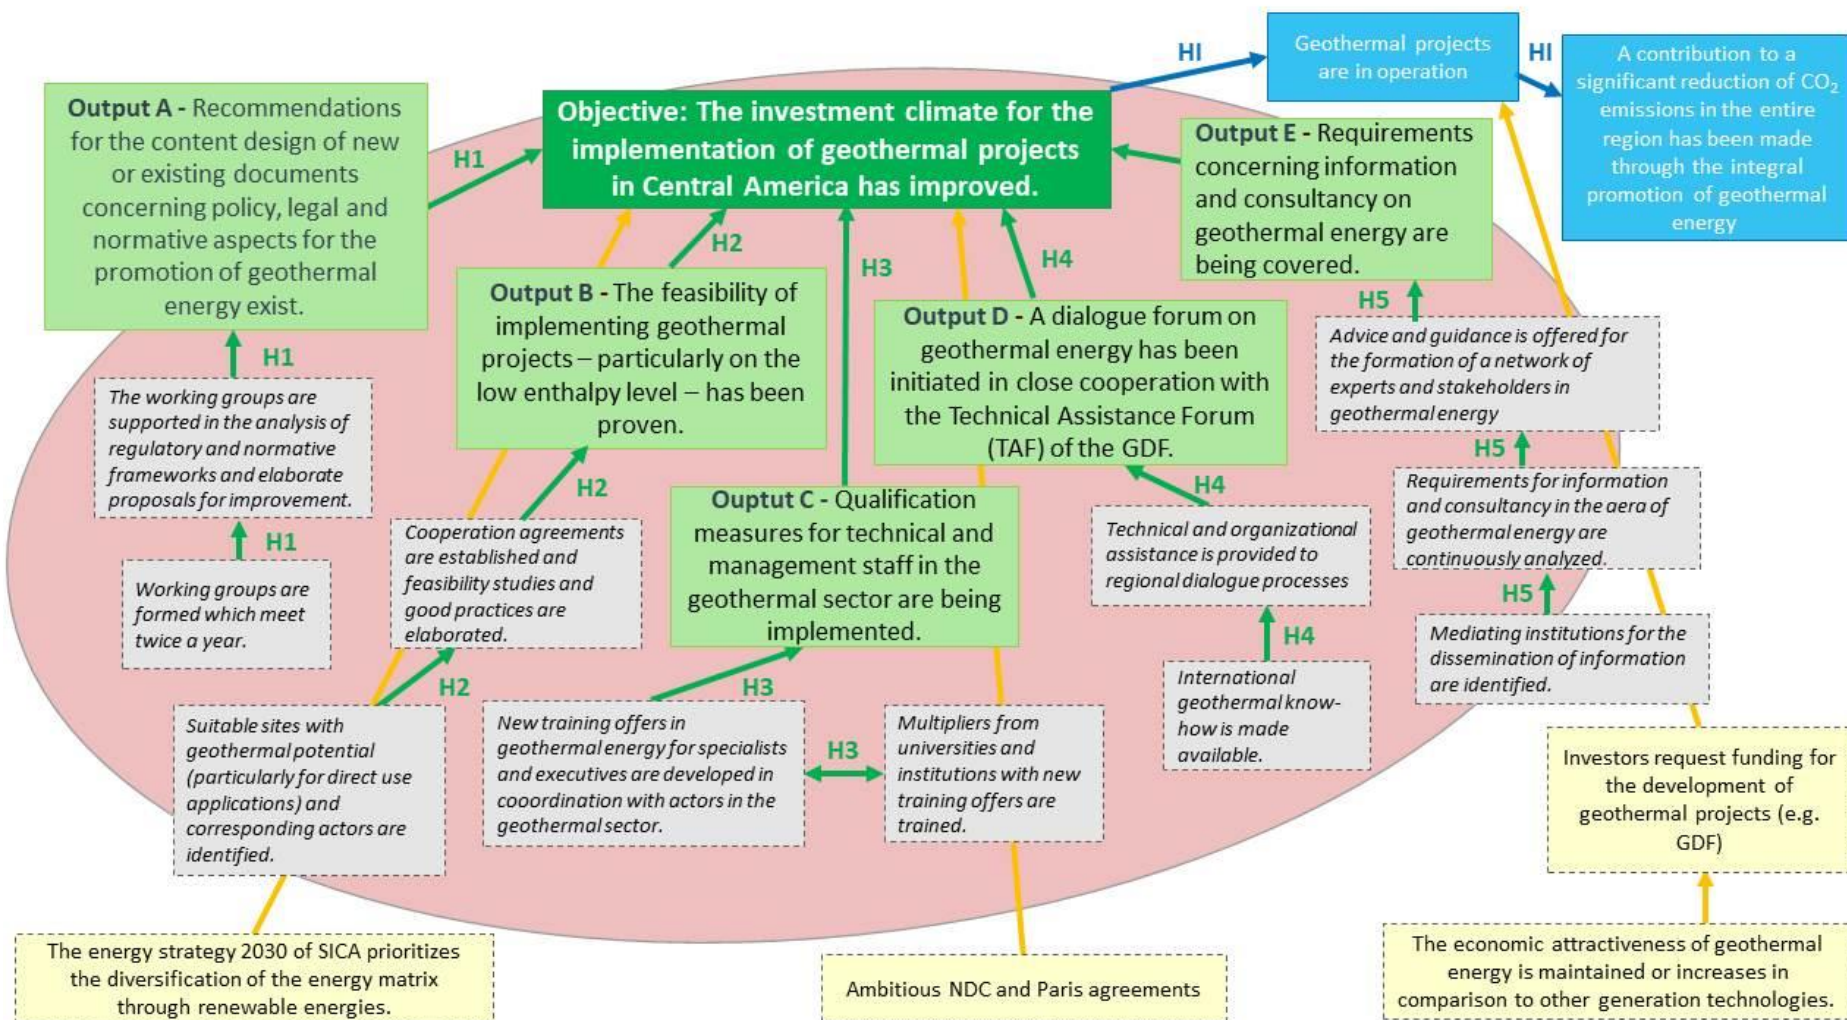 HI
Geothermal projects
are in operation
HI
A contribution to a
significant reduction of CO₂
emissions in the entire
region has been made
through the integral
promotion of geothermal
energy
Output A - Recommendations
for the content design of new
or existing documents
concerning policy, legal and
normative aspects for the
promotion of geothermal
energy exist.
H1
Objective: The investment climate for the
implementation of geothermal projects
in Central America has improved.
Output E - Requirements
concerning information
and consultancy on
geothermal energy are
being covered.
H2
H3
H4
Output B - The feasibility of
implementing geothermal
projects – particularly on the
low enthalpy level – has been
proven.
Output D - A dialogue forum on
geothermal energy has been
initiated in close cooperation with
the Technical Assistance Forum
(TAF) of the GDF.
H5
Advice and guidance is offered for
the formation of a network of
experts and stakeholders in
geothermal energy
H1
The working groups are
supported in the analysis of
regulatory and normative
frameworks and elaborate
proposals for improvement.
H2
Ouptut C - Qualification
measures for technical and
management staff in the
geothermal sector are being
implemented.
H4
H5
Requirements for information
and consultancy in the aera of
geothermal energy are
continuously analyzed.
H1
Working groups are
formed which meet
twice a year.
Cooperation agreements
are established and
feasibility studies and
good practices are
elaborated.
Technical and organizational
assistance is provided to
regional dialogue processes
H5
Mediating institutions for the
dissemination of information
are identified.
H2
H3
H4
International
geothermal know-
how is made
available.
Suitable sites with
geothermal potential
(particularly for direct use
applications) and
corresponding actors are
identified.
New training offers in
geothermal energy for specialists
and executives are developed in
cooordination with actors in the
geothermal sector.
H3
Multipliers from
universities and
institutions with new
training offers are
trained.
Investors request funding for
the development of
geothermal projects (e.g.
GDF)
The energy strategy 2030 of SICA prioritizes
the diversification of the energy matrix
through renewable energies.
Ambitious NDC and Paris agreements
The economic attractiveness of geothermal
energy is maintained or increases in
comparison to other generation technologies.